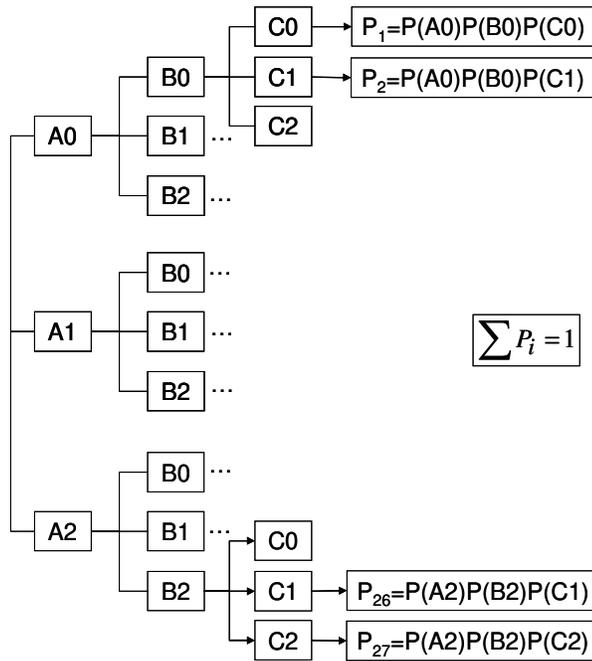 C0 P₁=P(A0)P(B0)P(C0)
B0 C1 P₂=P(A0)P(B0)P(C1)
A0 B1 ... C2
B2 ...
B0 ...
A1 B1 ... ∑ Pᵢ = 1
B2 ...
B0 ...
A2 B1 ... C0
B2 C1 P₂₆=P(A2)P(B2)P(C1)
C2 P₂₇=P(A2)P(B2)P(C2)